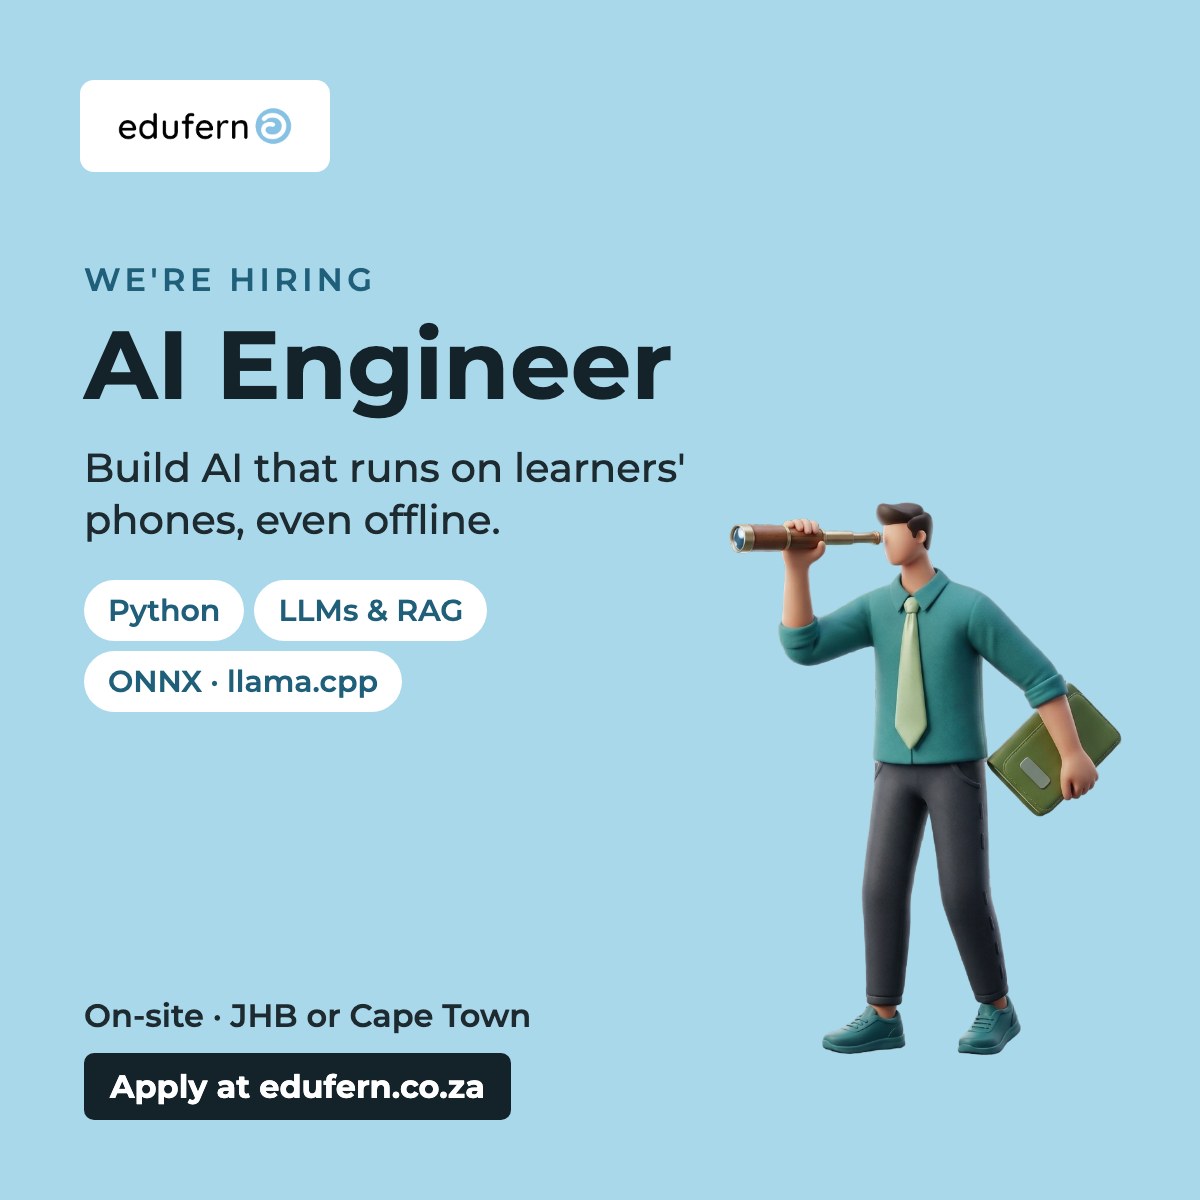 edufern
WE'RE HIRING
AI Engineer
Build AI that runs on learners'
phones, even offline.
Python
LLMs & RAG
ONNX · llama.cpp
On-site · JHB or Cape Town
Apply at edufern.co.za